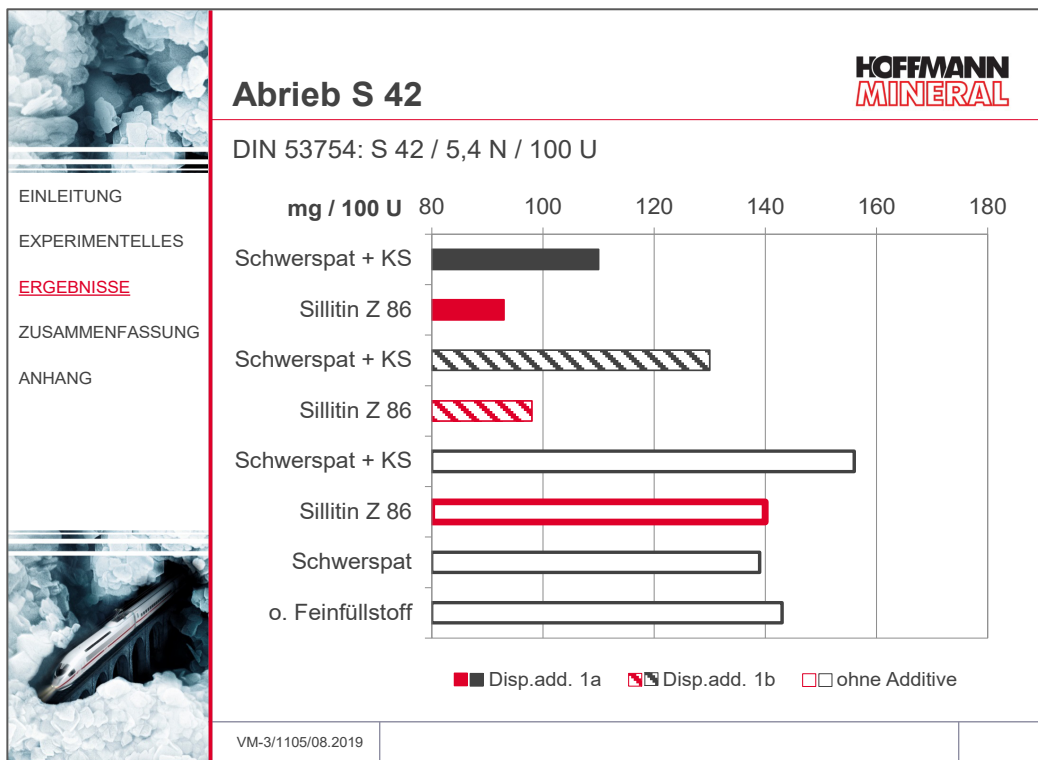 HOFFMANN
MINERAL
Abrieb S 42
DIN 53754: S 42 / 5,4 N / 100 U
EINLEITUNG
EXPERIMENTELLES
ERGEBNISSE
ZUSAMMENFASSUNG
ANHANG
mg / 100 U 80 100 120 140 160 180
Schwerspat + KS
Sillitin Z 86
Schwerspat + KS
Sillitin Z 86
Schwerspat + KS
Sillitin Z 86
Schwerspat
o. Feinfüllstoff
Disp.add. 1a Disp.add. 1b ohne Additive
VM-3/1105/08.2019